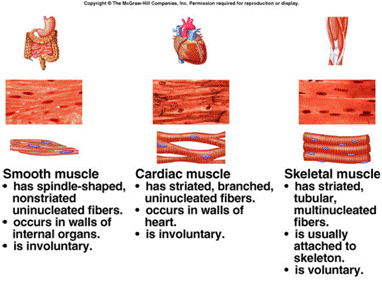 Copyright © The McGraw-Hill Companies, Inc. Permission required for reproduction or display.
Smooth muscle
• has spindle-shaped,
nonstriated
uninucleated fibers.
• occurs in walls of
internal organs.
• is involuntary.
Cardiac muscle
• has striated, branched,
uninucleated fibers.
• occurs in walls of
heart.
• is involuntary.
Skeletal muscle
• has striated,
tubular,
multinucleated
fibers.
• is usually
attached to
skeleton.
• is voluntary.